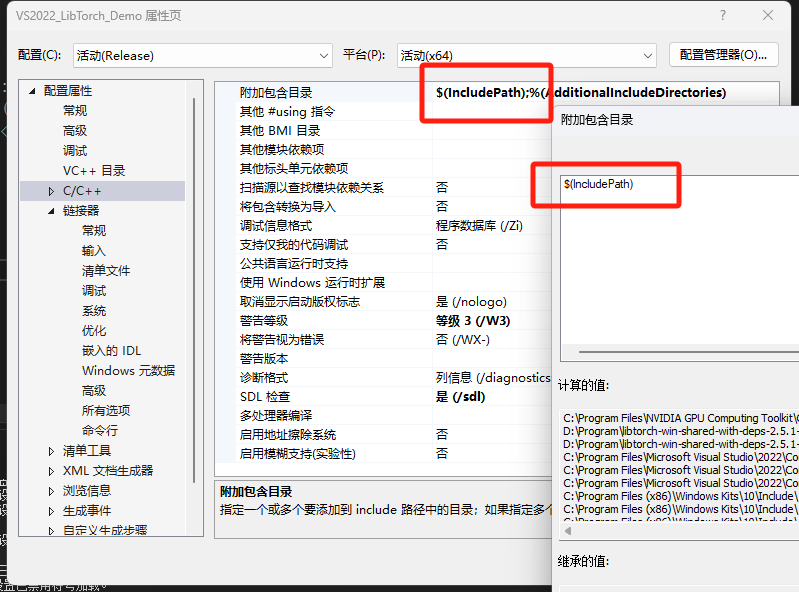 VS2022_LibTorch_Demo 属性页
配置(C): 活动(Release) 平台(P): 活动(x64) 配置管理器(O)...
配置属性
常规
高级
调试
VC++ 目录
C/C++
链接器
常规
输入
清单文件
调试
系统
优化
嵌入的 IDL
Windows 元数据
高级
所有选项
命令行
清单工具
XML 文档生成器
浏览信息
生成事件
自定义生成步骤
附加包含目录 $(IncludePath);%(AdditionalIncludeDirectories)
其他 #using 指令
其他 BMI 目录
其他模块依赖项
其他标头单元依赖项
扫描源以查找模块依赖关系 否
将包含转换为导入 否
调试信息格式 程序数据库 (/Zi)
支持仅我的代码调试 否
公共语言运行时支持
使用 Windows 运行时扩展
取消显示启动版权标志 是 (/nologo)
警告等级 等级 3 (/W3)
将警告视为错误 否 (/WX-)
警告版本
诊断格式 列信息 (/diagnostics
SDL 检查 是 (/sdl)
多处理器编译
启用地址擦除系统 否
启用模糊支持(实验性) 否
附加包含目录
指定一个或多个要添加到 include 路径中的目录；如果指定多个
附加包含目录
$(IncludePath)
计算的值:
C:\Program Files\NVIDIA GPU Computing Toolkit\
D:\Program\libtorch-win-shared-with-deps-2.5.1-
D:\Program\libtorch-win-shared-with-deps-2.5.1-
C:\Program Files\Microsoft Visual Studio\2022\Co
C:\Program Files\Microsoft Visual Studio\2022\Co
C:\Program Files\Microsoft Visual Studio\2022\Co
C:\Program Files (x86)\Windows Kits\10\Include\
C:\Program Files (x86)\Windows Kits\10\Include\
C:\Program Files (x86)\Windows Kits\10\Include\
继承的值: